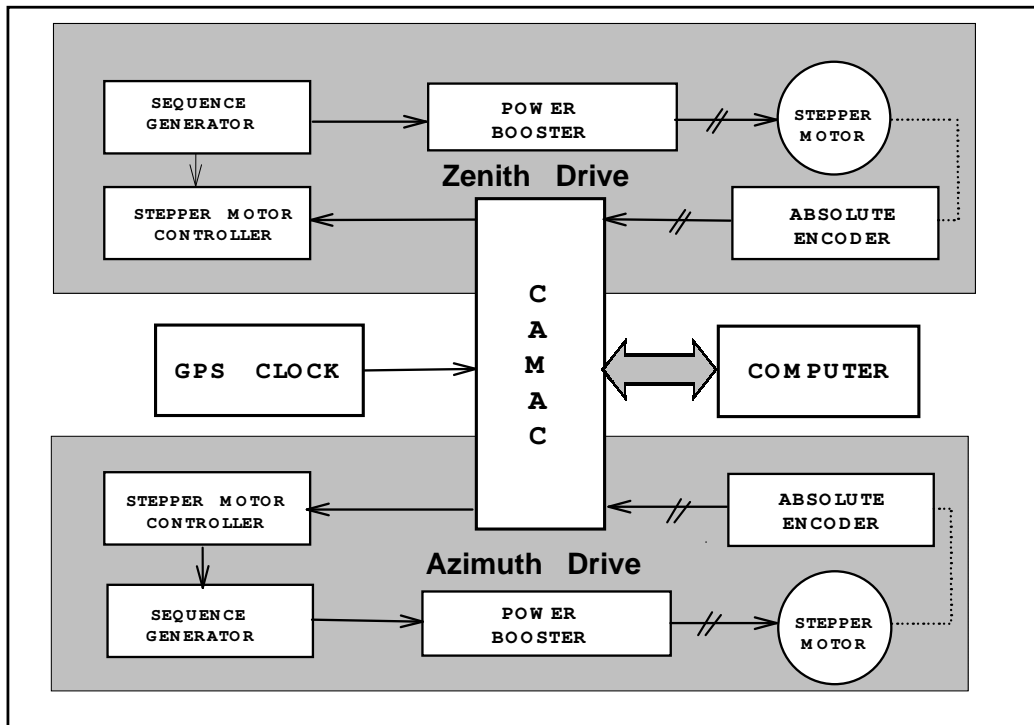 SEQUENCE
GENERATOR
POWER
BOOSTER
STEPPER
MOTOR
Zenith Drive
STEPPER MOTOR
CONTROLLER
ABSOLUTE
ENCODER
CAMAC
GPS CLOCK
COMPUTER
STEPPER MOTOR
CONTROLLER
ABSOLUTE
ENCODER
Azimuth Drive
SEQUENCE
GENERATOR
POWER
BOOSTER
STEPPER
MOTOR